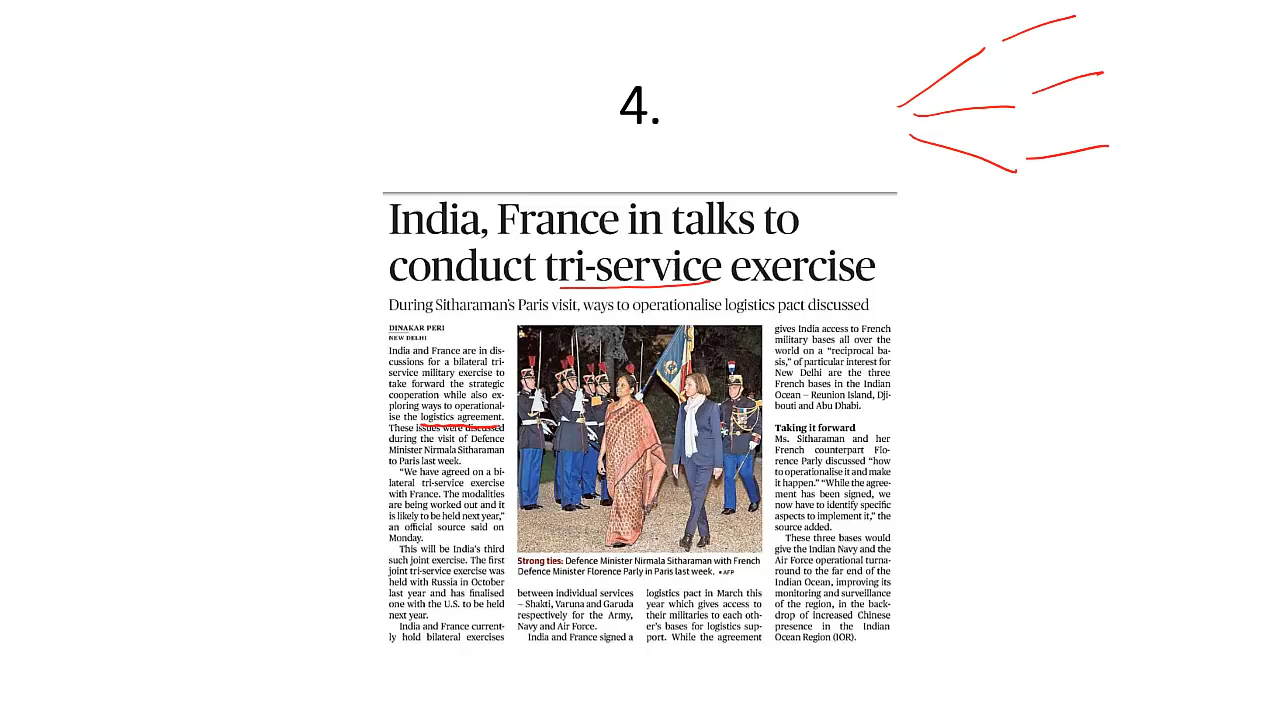 4.
India, France in talks to
conduct tri-service exercise
During Sitharaman's Paris visit, ways to operationalise logistics pact discussed
DINAKAR PERI
NEW DELHI
India and France are in dis-
cussions for a bilateral tri-
service military exercise to
take forward the strategic
cooperation while also ex-
ploring ways to operational-
ise the logistics agreement.
These issues were discussed
during the visit of Defence
Minister Nirmala Sitharaman
to Paris last week.
“We have agreed on a bi-
lateral tri-service exercise
with France. The modalities
are being worked out and it
is likely to be held next year,”
an official source said on
Monday.
This will be India's third
such joint exercise. The first
joint tri-service exercise was
held with Russia in October
last year and has finalised
one with the U.S. to be held
next year.
India and France current-
ly hold bilateral exercises
Strong ties: Defence Minister Nirmala Sitharaman with French
Defence Minister Florence Parly in Paris last week. • AFP
between individual services
– Shakti, Varuna and Garuda
respectively for the Army,
Navy and Air Force.
India and France signed a
logistics pact in March this
year which gives access to
their militaries to each oth-
er's bases for logistics sup-
port. While the agreement
gives India access to French
military bases all over the
world on a “reciprocal ba-
sis,” of particular interest for
New Delhi are the three
French bases in the Indian
Ocean – Reunion Island, Dji-
bouti and Abu Dhabi.
Taking it forward
Ms. Sitharaman and her
French counterpart Flo-
rence Parly discussed “how
to operationalise it and make
it happen.” “While the agree-
ment has been signed, we
now have to identify specific
aspects to implement it,” the
source added.
These three bases would
give the Indian Navy and the
Air Force operational turna-
round to the far end of the
Indian Ocean, improving its
monitoring and surveillance
of the region, in the back-
drop of increased Chinese
presence in the Indian
Ocean Region (IOR).